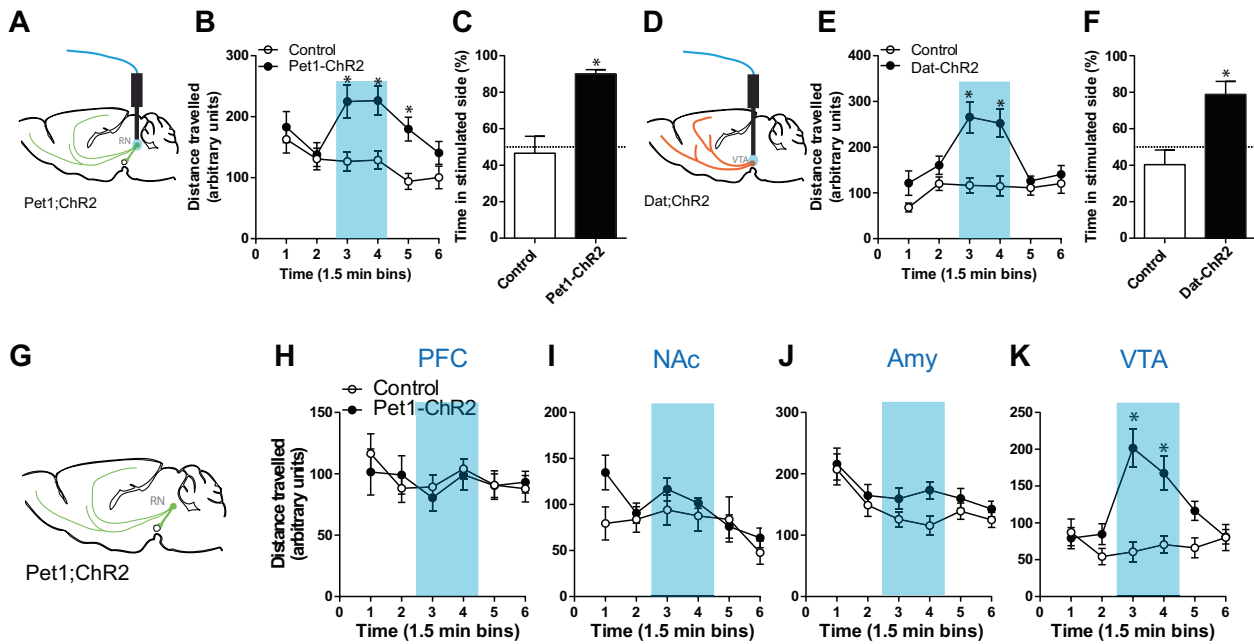 A
RN
Pet1;ChR2
B
Control
Pet1-ChR2
Distance travelled
(arbitrary units)
300
200
100
0
* * *
1 2 3 4 5 6
Time (1.5 min bins)
C
Time in stimulated side (%)
100
80
60
40
20
0
*
Control
Pet1-ChR2
D
VTA
Dat;ChR2
E
Control
Dat-ChR2
Distance travelled
(arbitrary units)
400
300
200
100
0
* *
0 1 2 3 4 5 6
Time (1.5 min bins)
F
Time in stimulated side (%)
100
80
60
40
20
0
*
Control
Dat-ChR2
G
RN
Pet1;ChR2
H
PFC
Control
Pet1-ChR2
Distance travelled
(arbitrary units)
150
100
50
0
0 1 2 3 4 5 6
Time (1.5 min bins)
I
NAc
200
150
100
50
0
0 1 2 3 4 5 6
Time (1.5 min bins)
J
Amy
300
200
100
0
0 1 2 3 4 5 6
Time (1.5 min bins)
K
VTA
250
200
150
100
50
0
* *
0 1 2 3 4 5 6
Time (1.5 min bins)